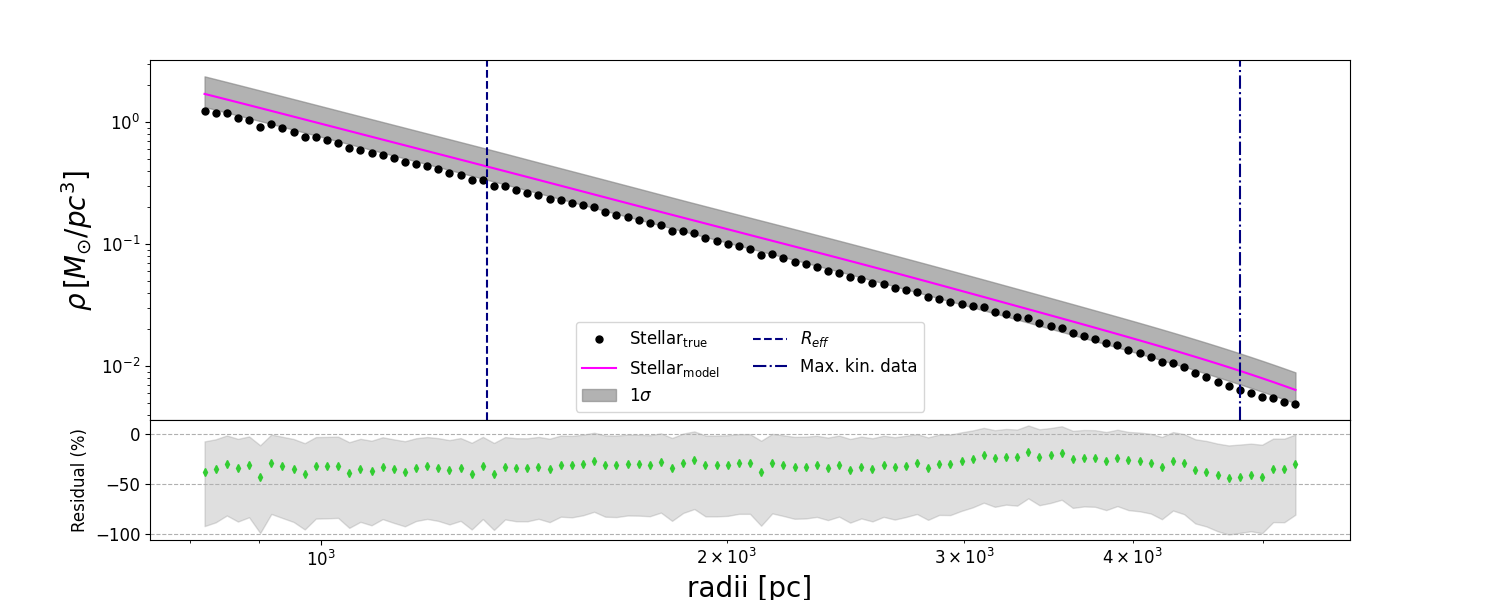 ρ [M⊙/pc³]
10⁰
10⁻¹
10⁻²
Stellar_true
Stellar_model
1σ
R_eff
Max. kin. data
Residual (%)
0
−50
−100
10³
2 × 10³
3 × 10³
4 × 10³
radii [pc]